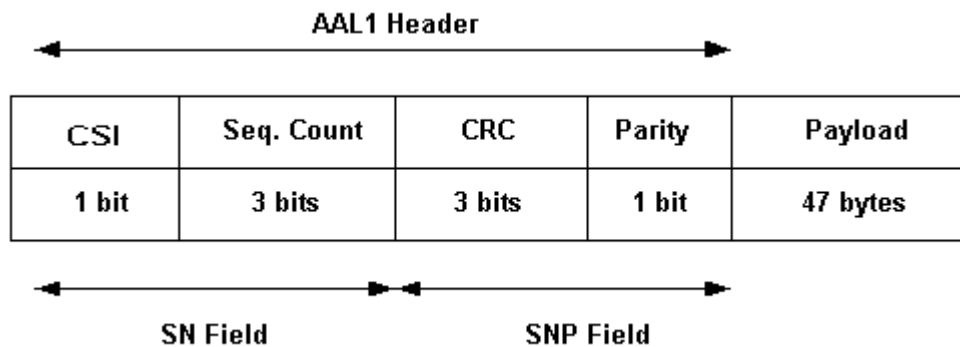 AAL1 Header
CSI Seq. Count CRC Parity Payload
1 bit 3 bits 3 bits 1 bit 47 bytes
SN Field SNP Field